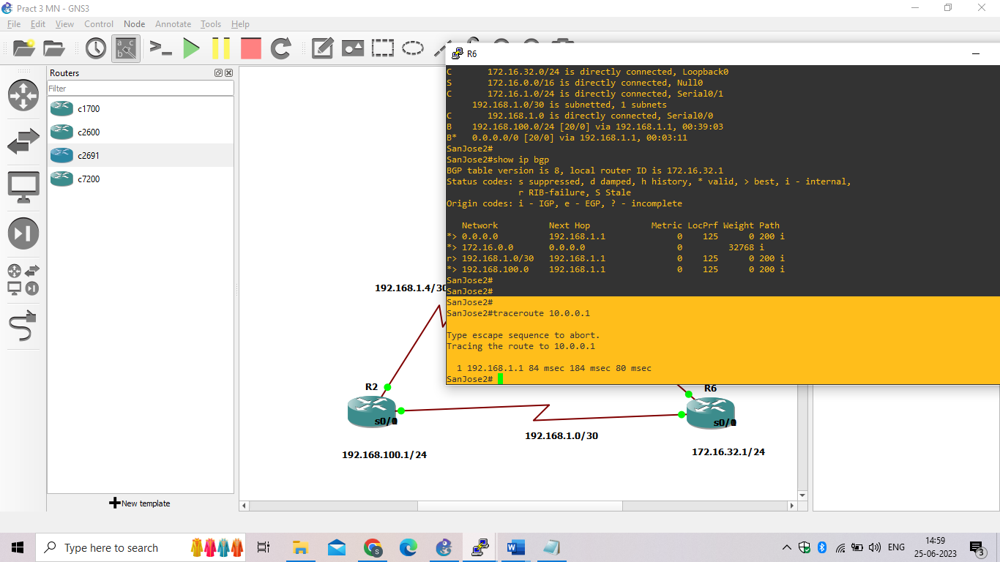 Pract 3 MN - GNS3
File Edit View Control Node Annotate Tools Help
Routers
Filter
c1700
c2600
c2691
c7200
New template
R6
C       172.16.32.0/24 is directly connected, Loopback0
S       172.16.0.0/16 is directly connected, Null0
C       172.16.1.0/24 is directly connected, Serial0/1
     192.168.1.0/30 is subnetted, 1 subnets
C       192.168.1.0 is directly connected, Serial0/0
B    192.168.100.0/24 [20/0] via 192.168.1.1, 00:39:03
B*   0.0.0.0/0 [20/0] via 192.168.1.1, 00:03:11
SanJose2#
SanJose2#show ip bgp
BGP table version is 8, local router ID is 172.16.32.1
Status codes: s suppressed, d damped, h history, * valid, > best, i - internal,
              r RIB-failure, S Stale
Origin codes: i - IGP, e - EGP, ? - incomplete
   Network          Next Hop            Metric LocPrf Weight Path
*> 0.0.0.0          192.168.1.1              0    125      0 200 i
*> 172.16.0.0       0.0.0.0                  0         32768 i
r> 192.168.1.0/30   192.168.1.1              0    125      0 200 i
*> 192.168.100.0    192.168.1.1              0    125      0 200 i
SanJose2#
SanJose2#
SanJose2#
SanJose2#traceroute 10.0.0.1
Type escape sequence to abort.
Tracing the route to 10.0.0.1
  1 192.168.1.1 84 msec 184 msec 80 msec
SanJose2#
192.168.1.4/30
R2
R6
192.168.1.0/30
192.168.100.1/24
172.16.32.1/24
Type here to search
ENG
14:59
25-06-2023
3